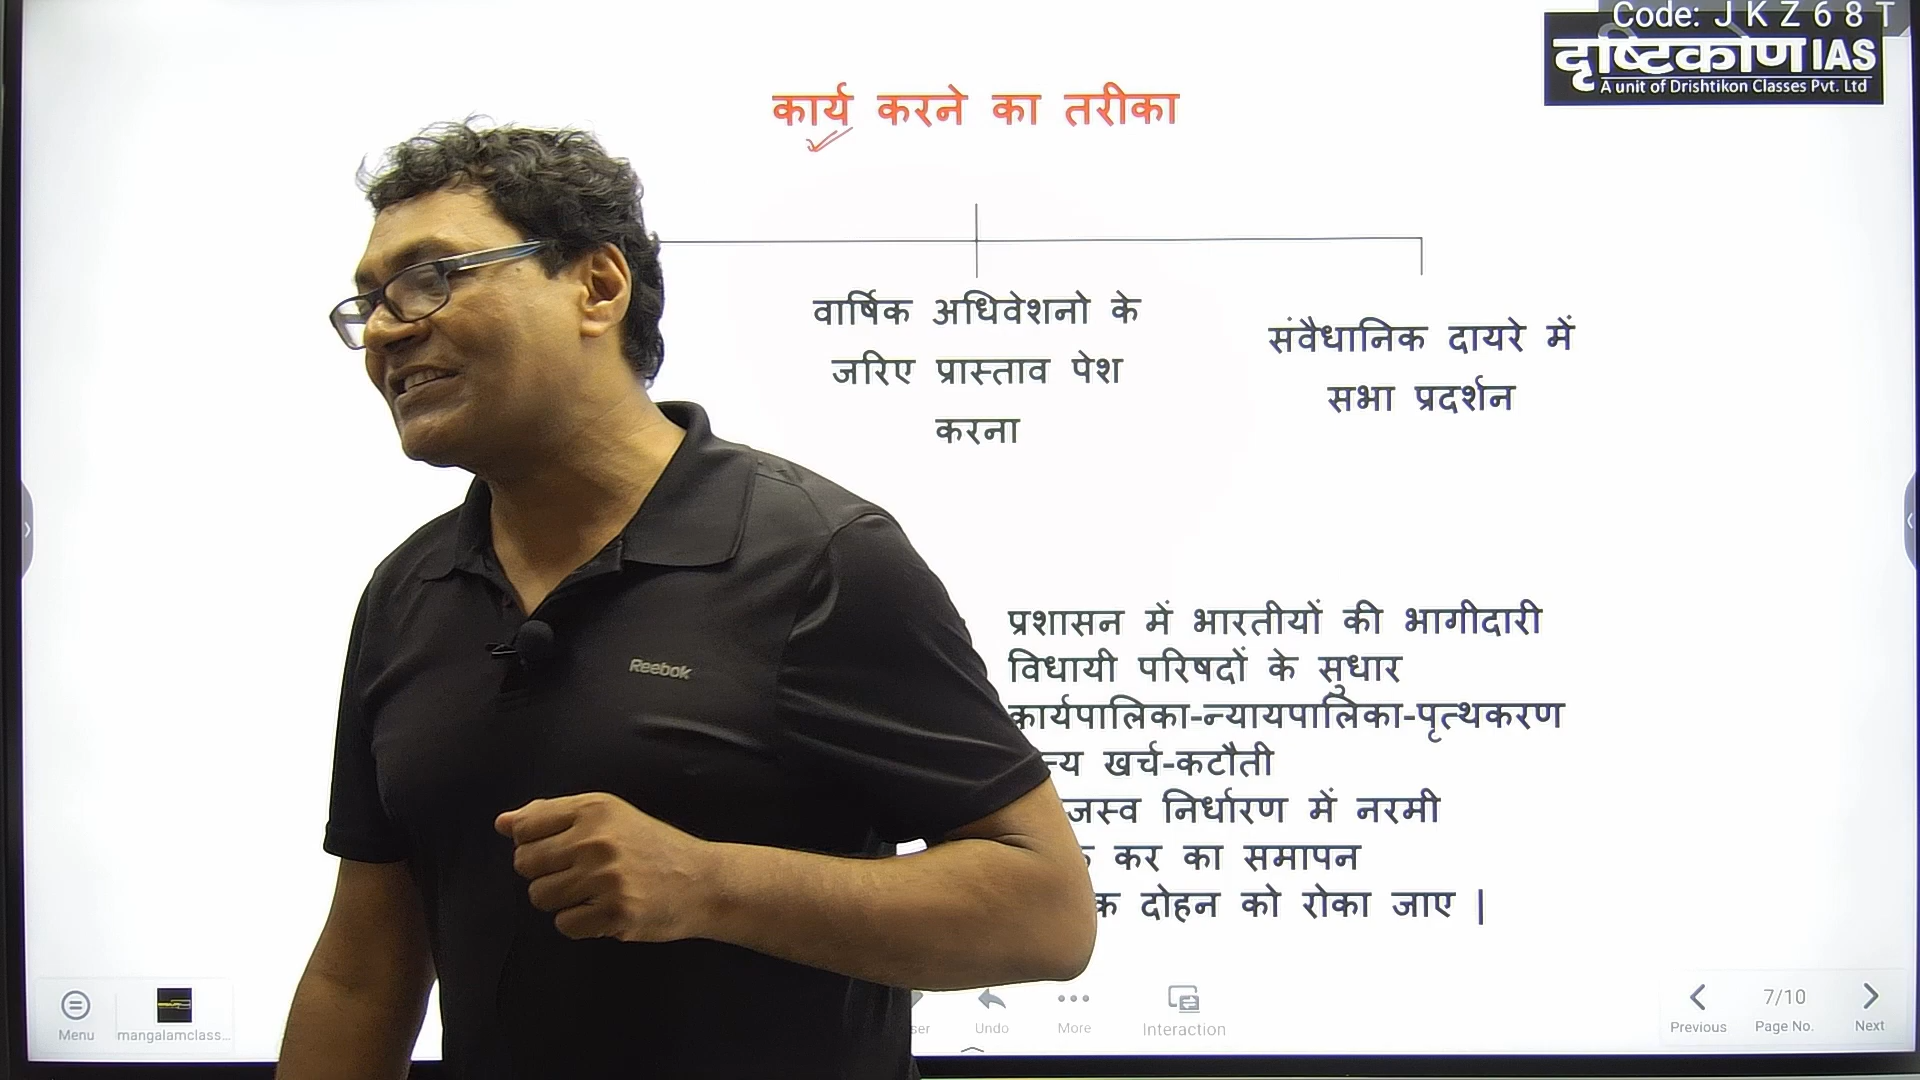 Code: J K Z 6 8 T
दृष्टिकोण IAS
A unit of Drishtikon Classes Pvt. Ltd
कार्य करने का तरीका
वार्षिक अधिवेशनो के
जरिए प्रास्ताव पेश
करना
संवैधानिक दायरे में
सभा प्रदर्शन
Reebok
प्रशासन में भारतीयों की भागीदारी
विधायी परिषदों के सुधार
कार्यपालिका-न्यायपालिका-पृत्थकरण
खर्च-कटौती
निर्धारण में नरमी
कर का समापन
दोहन को रोका जाए |
Menu
mangalamclass...
Undo
More
Interaction
Previous
7/10
Page No.
Next